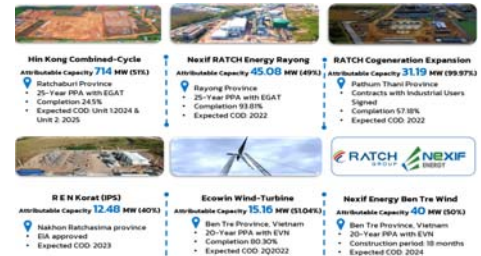 Hin Kong Combined-Cycle
Attributable Capacity 714 MW (51%)
Ratchaburi Province
• 25-Year PPA with EGAT
• Completion 24.5%
• Expected COD: Unit 1:2024 &
Unit 2: 2025
Nexif RATCH Energy Rayong
Attributable Capacity 45.08 MW (49%)
Rayong Province
• 25-Year PPA with EGAT
• Completion 93.81%
• Expected COD: 2022
RATCH Cogeneration Expansion
Attributable Capacity 31.19 MW (99.97%)
Pathum Thani Province
• Contracts with Industrial Users
Signed
• Completion 57.18%
• Expected COD: 2022
RATCH
GROUP
NEXIF
ENERGY
R E N Korat (IPS)
Attributable Capacity 12.48 MW (40%)
Nakhon Ratchasima province
• EIA approved
• Expected COD: 2023
Ecowin Wind-Turbine
Attributable Capacity 15.16 MW (51.04%)
Ben Tre Province, Vietnam
• 20-Year PPA with EVN
• Completion 80.30%
• Expected COD: 2Q2022
Nexif Energy Ben Tre Wind
Attributable Capacity 40 MW (50%)
Ben Tre Province, Vietnam
• 20-Year PPA with EVN
• Construction period: 18 months
• Expected COD: 2024